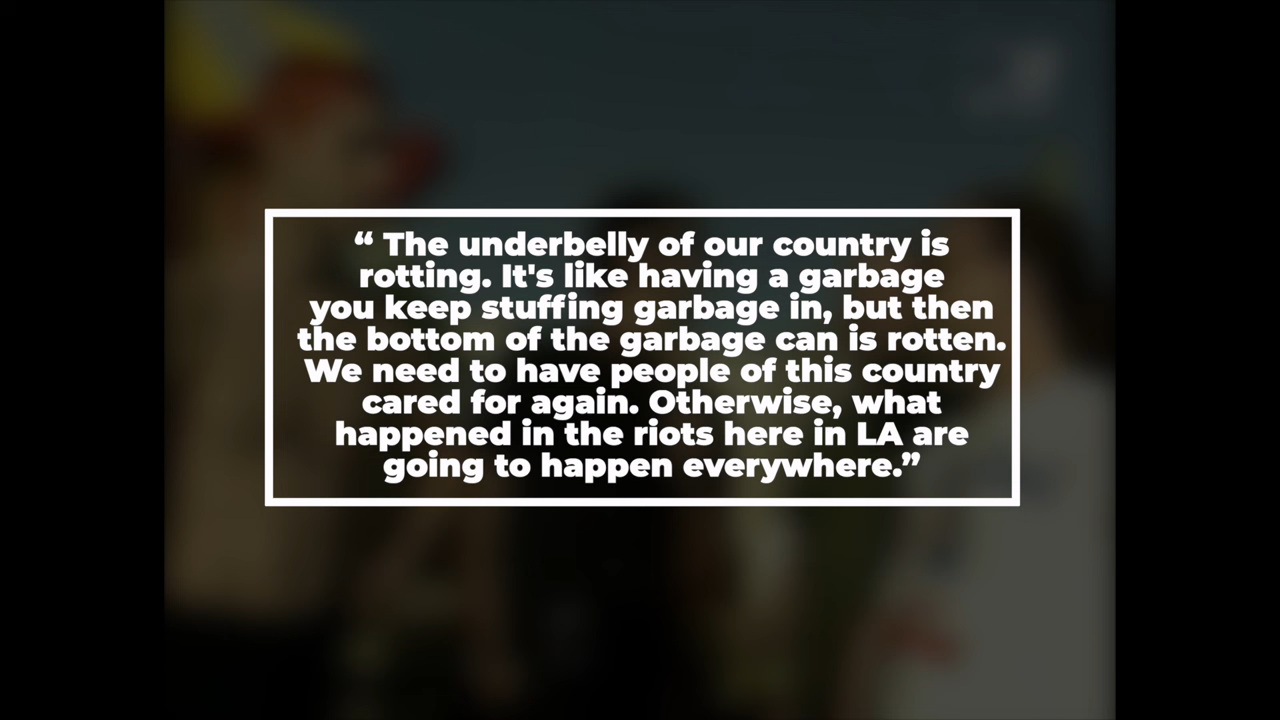 “ The underbelly of our country is
rotting. It's like having a garbage
you keep stuffing garbage in, but then
the bottom of the garbage can is rotten.
We need to have people of this country
cared for again. Otherwise, what
happened in the riots here in LA are
going to happen everywhere.”